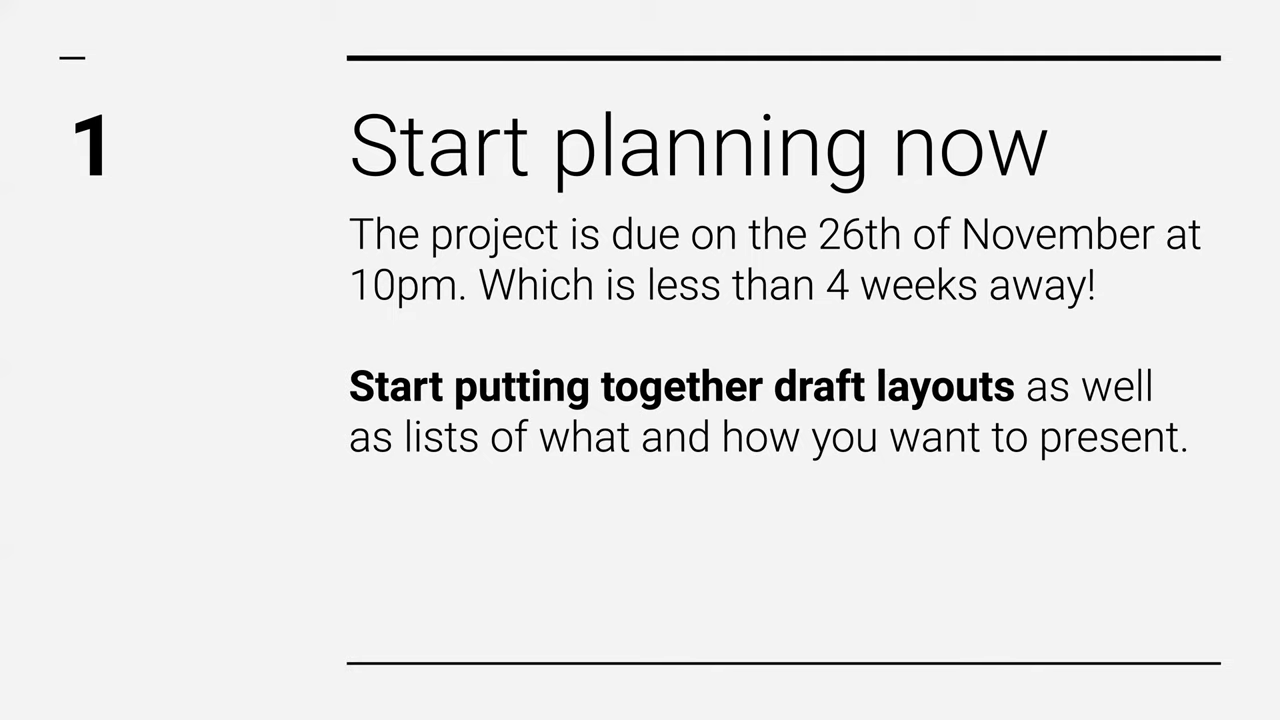 1
Start planning now
The project is due on the 26th of November at
10pm. Which is less than 4 weeks away!
Start putting together draft layouts as well
as lists of what and how you want to present.